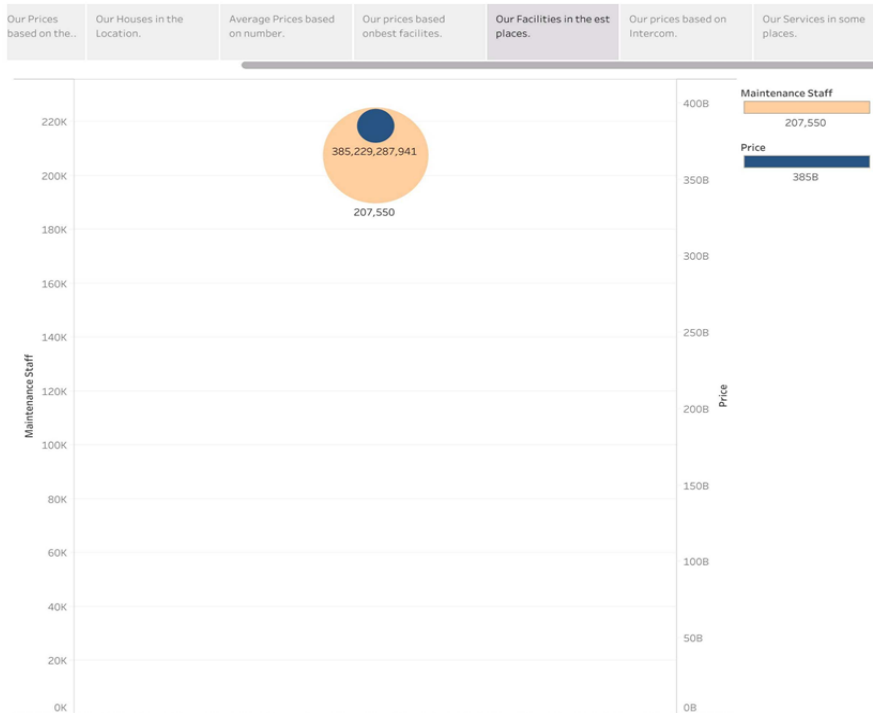 Our Prices
based on the..
Our Houses in the
Location.
Average Prices based
on number.
Our prices based
onbest facilites.
Our Facilities in the est
places.
Our prices based on
Intercom.
Our Services in some
places.
Maintenance Staff
207,550
Price
385B
220K
200K
180K
160K
140K
120K
100K
80K
60K
40K
20K
0K
Maintenance Staff
385,229,287,941
207,550
400B
350B
300B
250B
200B
150B
100B
50B
0B
Price